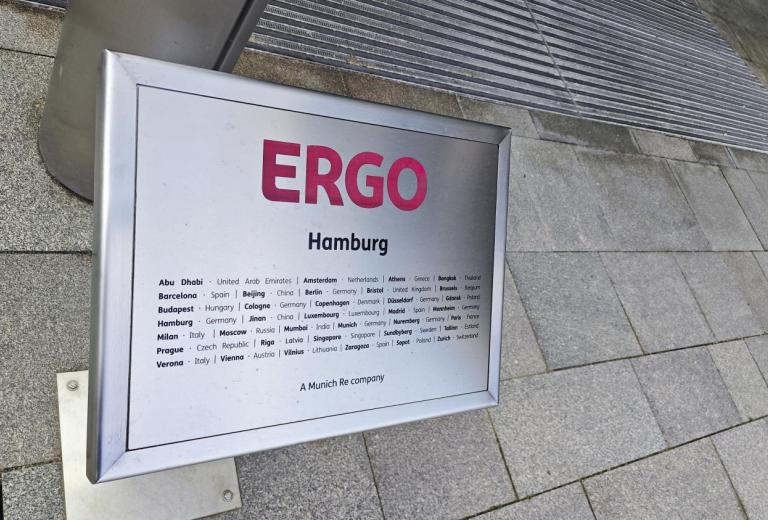 ERGO
Hamburg
Abu Dhabi · United Arab Emirates | Amsterdam · Netherlands | Athens · Greece | Bangkok · Thailand
Barcelona · Spain | Beijing · China | Berlin · Germany | Bristol · United Kingdom | Brussels · Belgium
Budapest · Hungary | Cologne · Germany | Copenhagen · Denmark | Düsseldorf · Germany | Gdansk · Poland
Hamburg · Germany | Jinan · China | Luxembourg · Luxembourg | Madrid · Spain | Mannheim · Germany
Milan · Italy | Moscow · Russia | Mumbai · India | Munich · Germany | Nuremberg · Germany | Paris · France
Prague · Czech Republic | Riga · Latvia | Singapore · Singapore | Sundbyberg · Sweden | Tallinn · Estland
Verona · Italy | Vienna · Austria | Vilnius · Lithuania | Zaragoza · Spain | Sopot · Poland | Zurich · Switzerland
A Munich Re company